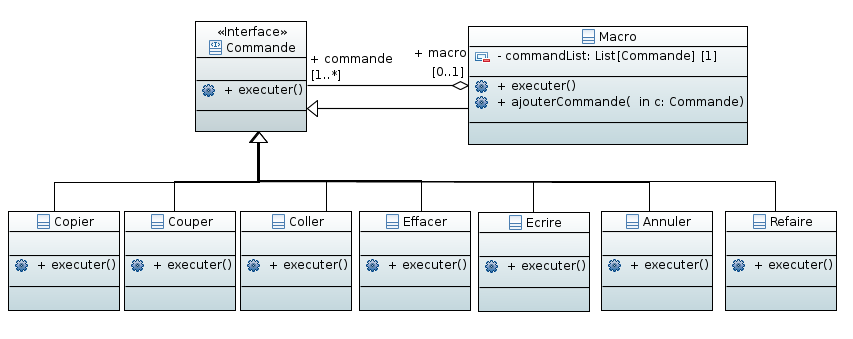 «Interface»
Commande
+ executer()
+ commande
[1..*]
+ macro
[0..1]
Macro
- commandList: List[Commande] [1]
+ executer()
+ ajouterCommande( in c: Commande)
Copier
+ executer()
Couper
+ executer()
Coller
+ executer()
Effacer
+ executer()
Ecrire
+ executer()
Annuler
+ executer()
Refaire
+ executer()